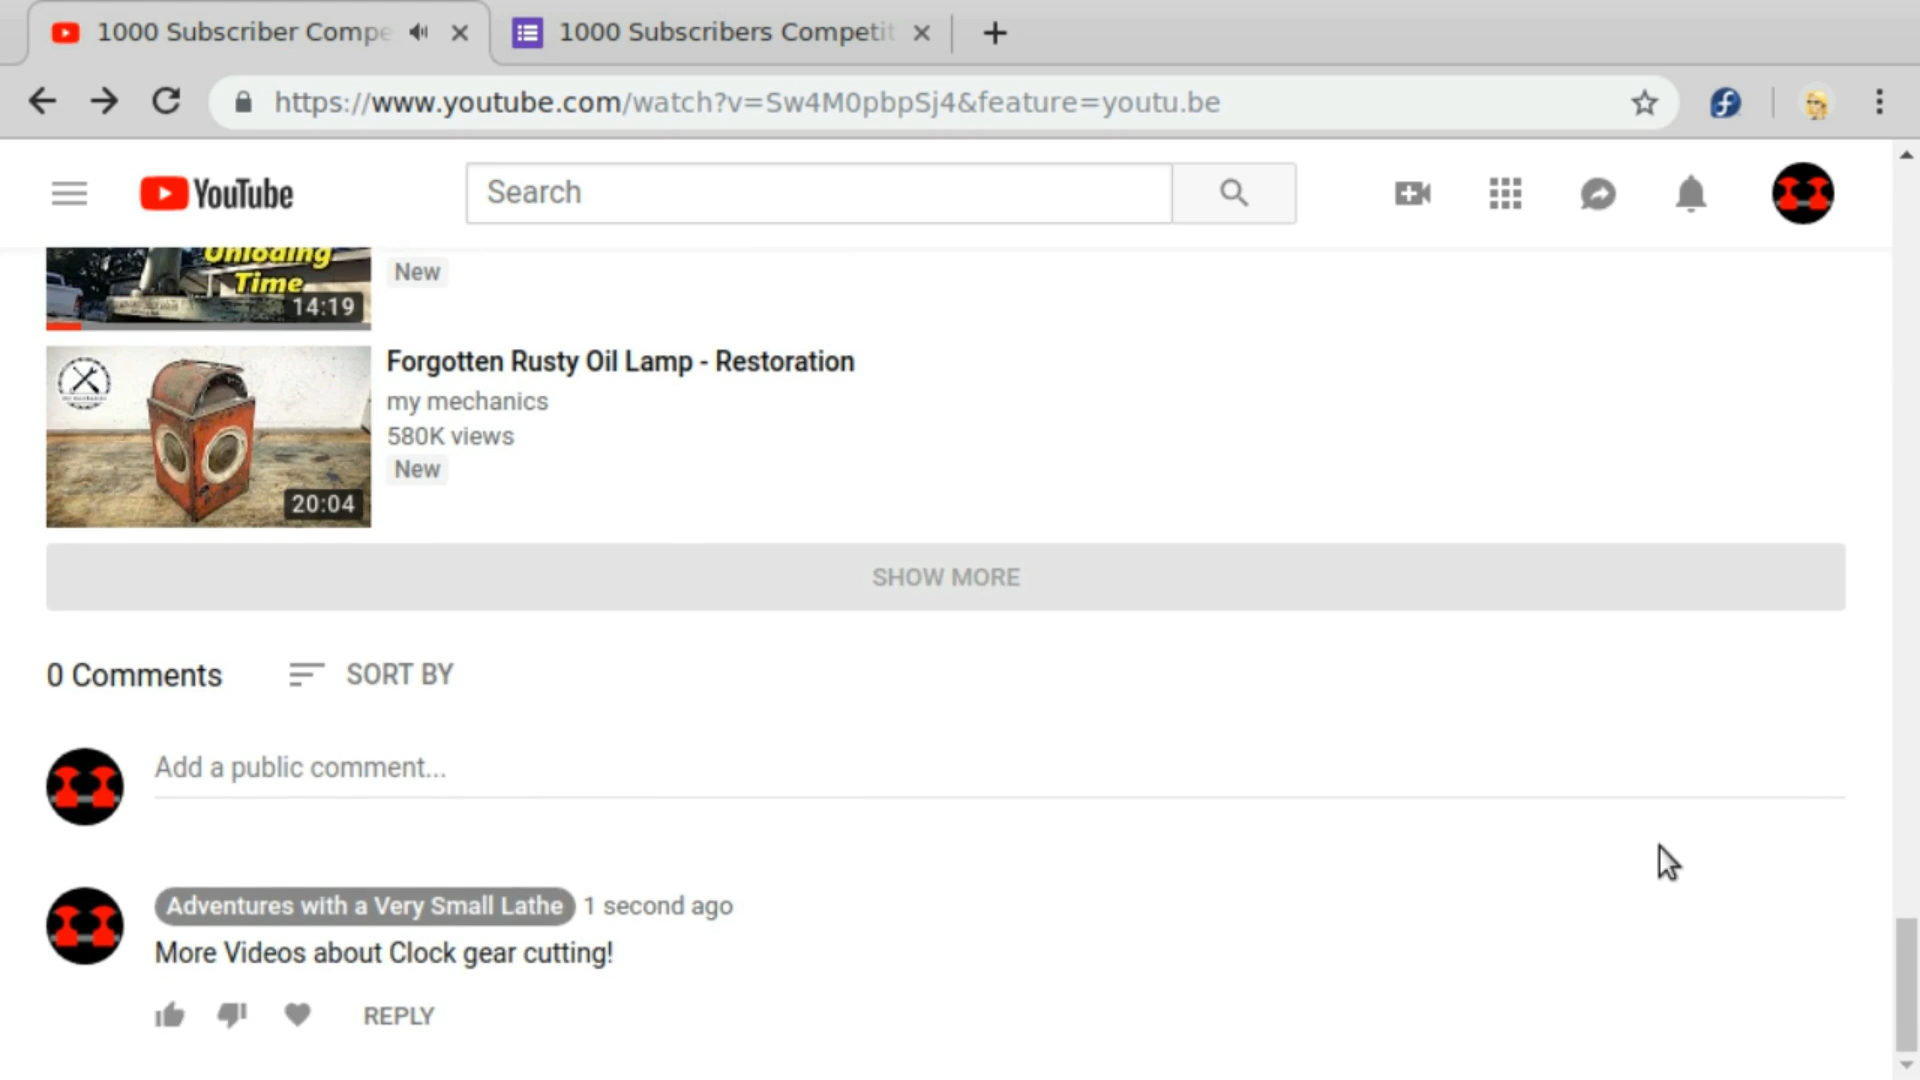 1000 Subscriber Compe
1000 Subscribers Competit
https://www.youtube.com/watch?v=Sw4M0pbpSj4&feature=youtu.be
YouTube
Search
Unloding
Time
14:19
New
Forgotten Rusty Oil Lamp - Restoration
my mechanics
580K views
New
20:04
SHOW MORE
0 Comments
SORT BY
Add a public comment...
Adventures with a Very Small Lathe 1 second ago
More Videos about Clock gear cutting!
REPLY